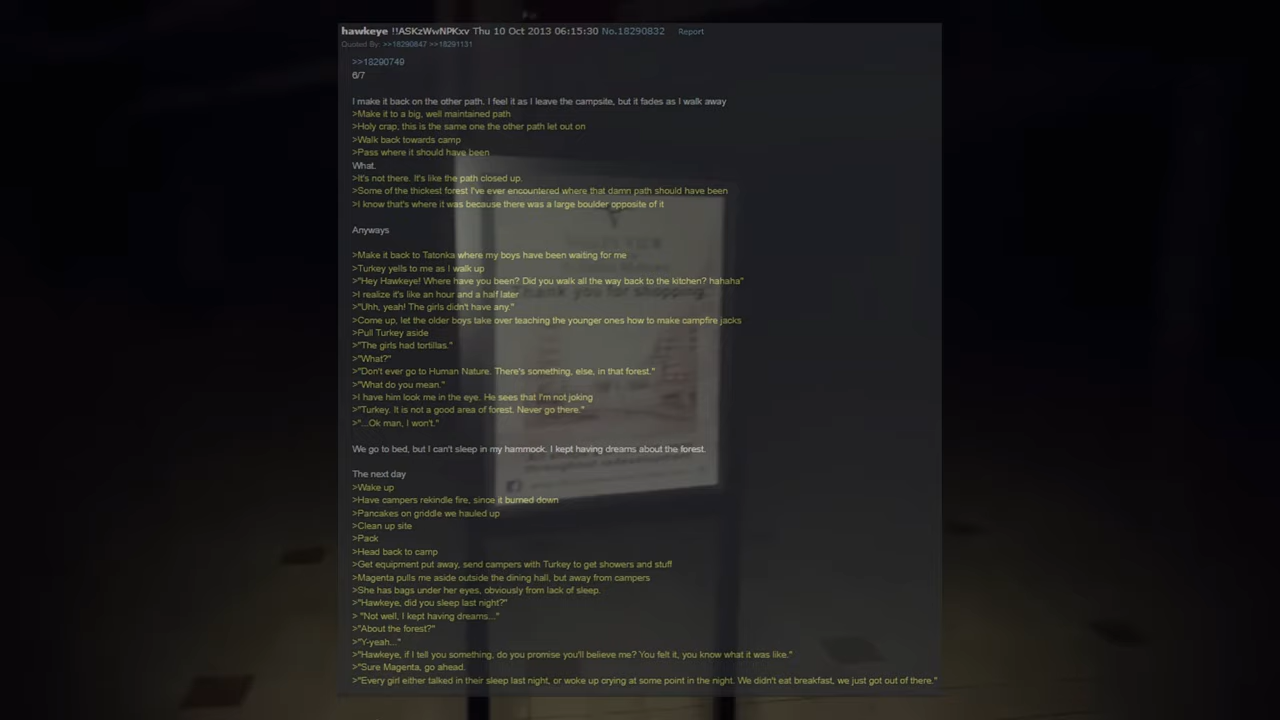 hawkeye !!ASKzWwNPKxv Thu 10 Oct 2013 06:15:30 No.18290832 Report
Quoted By: >>18290847 >>18291131
>>18290749
6/7
I make it back on the other path. I feel it as I leave the campsite, but it fades as I walk away
>Make it to a big, well maintained path
>Holy crap, this is the same one the other path let out on
>Walk back towards camp
>Pass where it should have been
What.
>It's not there. It's like the path closed up.
>Some of the thickest forest I've ever encountered where that damn path should have been
>I know that's where it was because there was a large boulder opposite of it
Anyways
>Make it back to Tatonka where my boys have been waiting for me
>Turkey yells to me as I walk up
>"Hey Hawkeye! Where have you been? Did you walk all the way back to the kitchen? hahaha"
>I realize it's like an hour and a half later
>"Uhh, yeah! The girls didn't have any."
>Come up, let the older boys take over teaching the younger ones how to make campfire jacks
>Pull Turkey aside
>"The girls had tortillas."
>"What?"
>"Don't ever go to Human Nature. There's something, else, in that forest."
>"What do you mean."
>I have him look me in the eye. He sees that I'm not joking
>"Turkey. It is not a good area of forest. Never go there."
>"...Ok man, I won't."
We go to bed, but I can't sleep in my hammock. I kept having dreams about the forest.
The next day
>Wake up
>Have campers rekindle fire, since it burned down
>Pancakes on griddle we hauled up
>Clean up site
>Pack
>Head back to camp
>Get equipment put away, send campers with Turkey to get showers and stuff
>Magenta pulls me aside outside the dining hall, but away from campers
>She has bags under her eyes, obviously from lack of sleep.
>"Hawkeye, did you sleep last night?"
> "Not well, I kept having dreams..."
>"About the forest?"
>"Y-yeah..."
>"Hawkeye, if I tell you something, do you promise you'll believe me? You felt it, you know what it was like."
>"Sure Magenta, go ahead.
>"Every girl either talked in their sleep last night, or woke up crying at some point in the night. We didn't eat breakfast, we just got out of there."
thank you for shopping